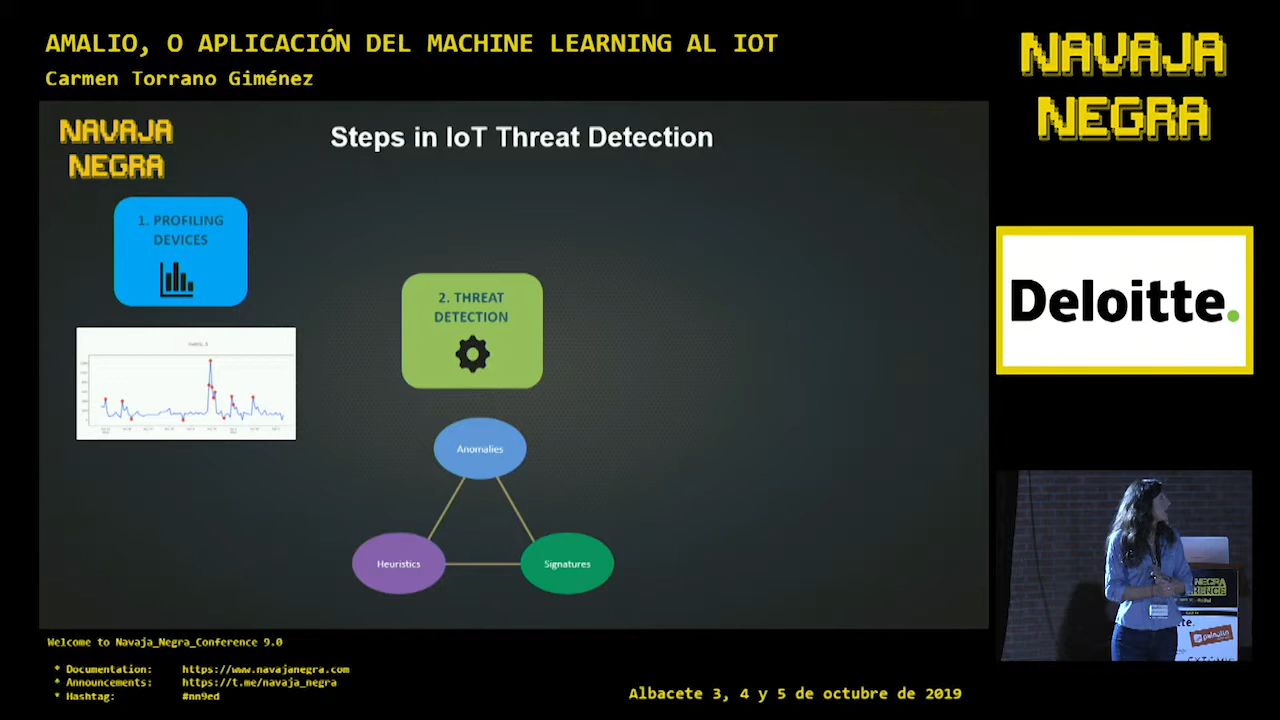 AMALIO, O APLICACIÓN DEL MACHINE LEARNING AL IOT
Carmen Torrano Giménez
NAVAJA
NEGRA
NAVAJA
NEGRA
Steps in IoT Threat Detection
1. PROFILING
DEVICES
2. THREAT
DETECTION
Anomalies
Heuristics
Signatures
Deloitte.
NEGRA
Welcome to Navaja_Negra_Conference 9.0
* Documentation: https://www.navajanegra.com
* Announcements: https://t.me/navaja_negra
* Hashtag: #nn9ed
Albacete 3, 4 y 5 de octubre de 2019